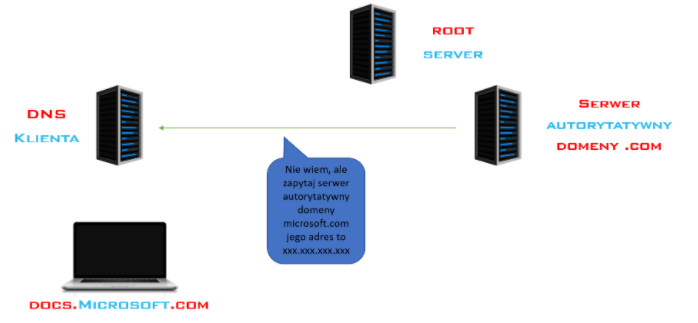 ROOT
SERVER
DNS
KLIENTA
SERWER
AUTORYTATYWNY
DOMENY .COM
Nie wiem, ale
zapytaj serwer
autorytatywny
domeny
microsoft.com
jego adres to
xxx.xxx.xxx.xxx
DOCS.MICROSOFT.COM